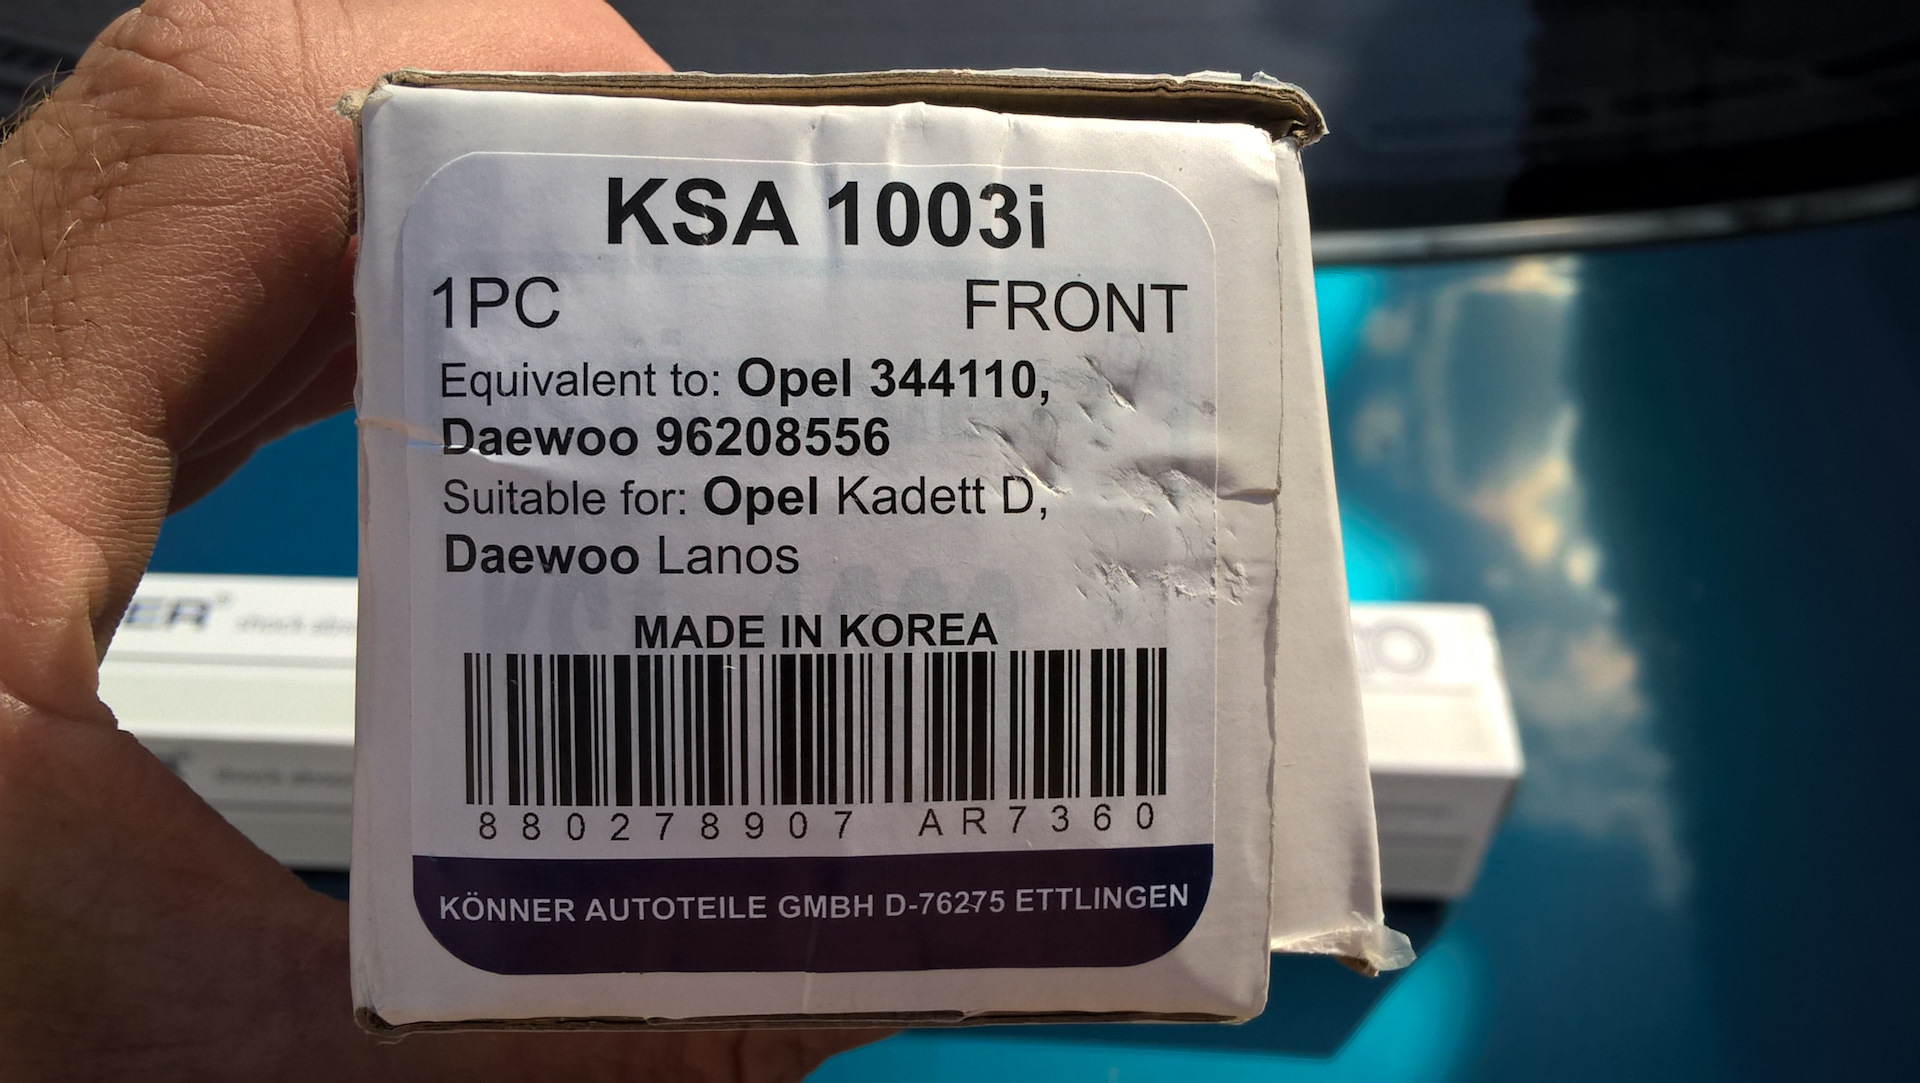 KSA 1003i
1PC FRONT
Equivalent to: Opel 344110,
Daewoo 96208556
Suitable for: Opel Kadett D,
Daewoo Lanos
MADE IN KOREA
880278907 AR7360
KÖNNER AUTOTEILE GMBH D-76275 ETTLINGEN